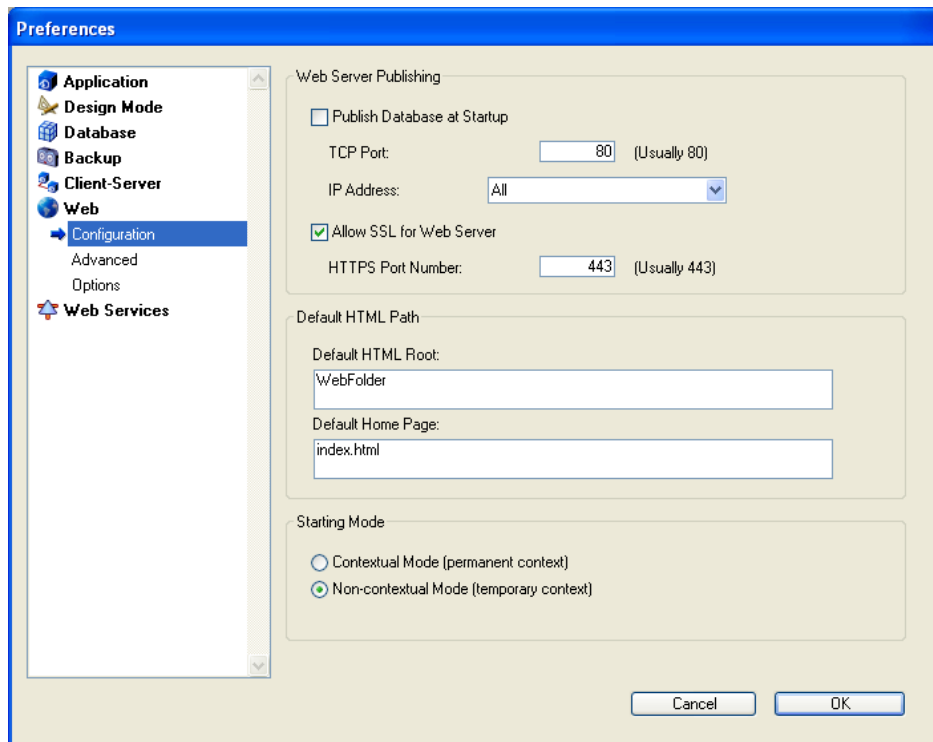 Preferences
Application
Design Mode
Database
Backup
Client-Server
Web
Configuration
Advanced
Options
Web Services
Web Server Publishing
Publish Database at Startup
TCP Port: 80 (Usually 80)
IP Address: All
Allow SSL for Web Server
HTTPS Port Number: 443 (Usually 443)
Default HTML Path
Default HTML Root:
WebFolder
Default Home Page:
index.html
Starting Mode
Contextual Mode (permanent context)
Non-contextual Mode (temporary context)
Cancel OK